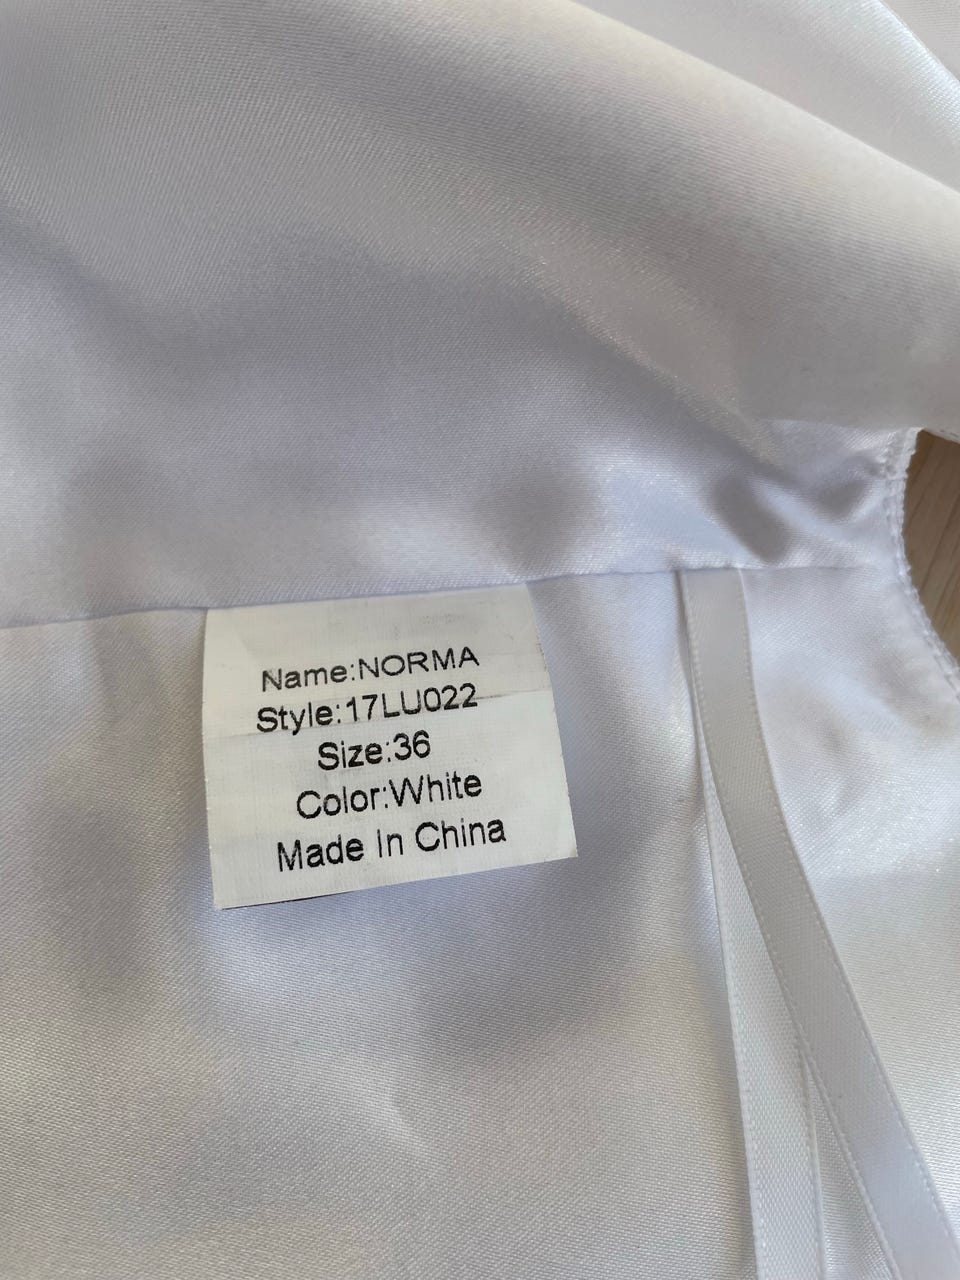 Name:NORMA
Style:17LU022
Size:36
Color:White
Made In China